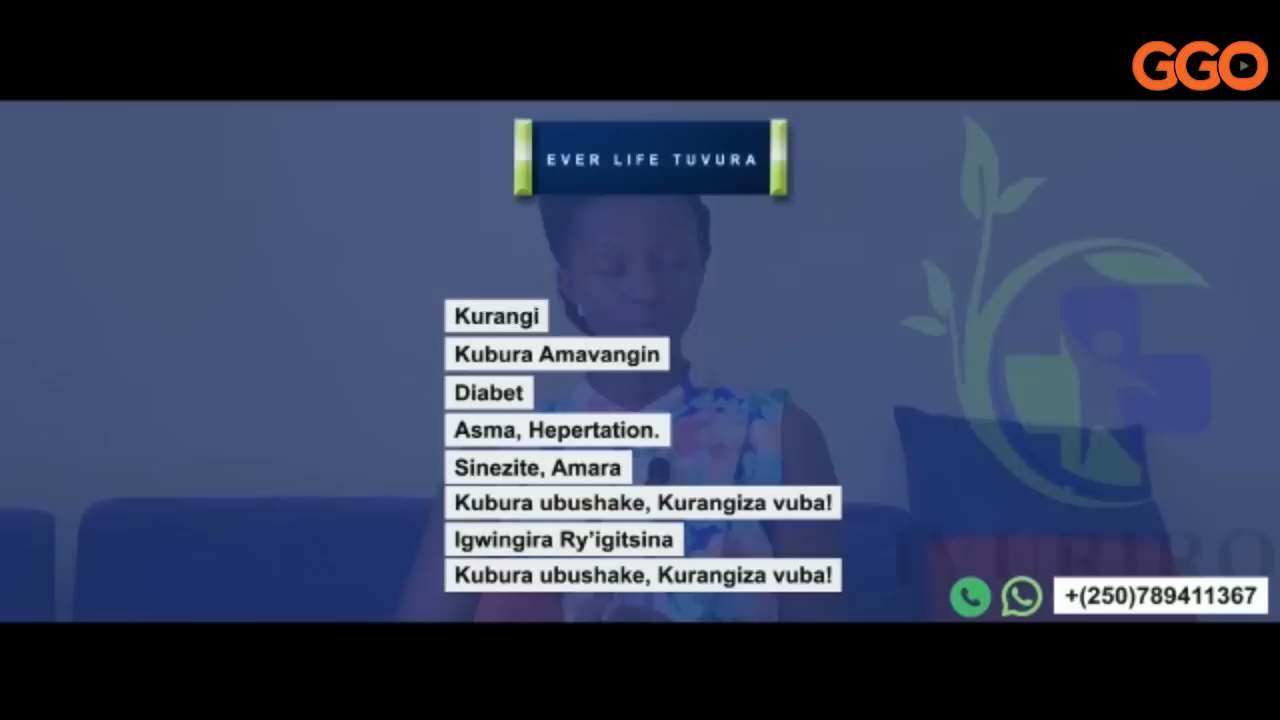 GGO
EVER LIFE TUVURA
Kurangi
Kubura Amavangin
Diabet
Asma, Hepertation.
Sinezite, Amara
Kubura ubushake, Kurangiza vuba!
Igwingira Ry'igitsina
Kubura ubushake, Kurangiza vuba!
+(250)789411367